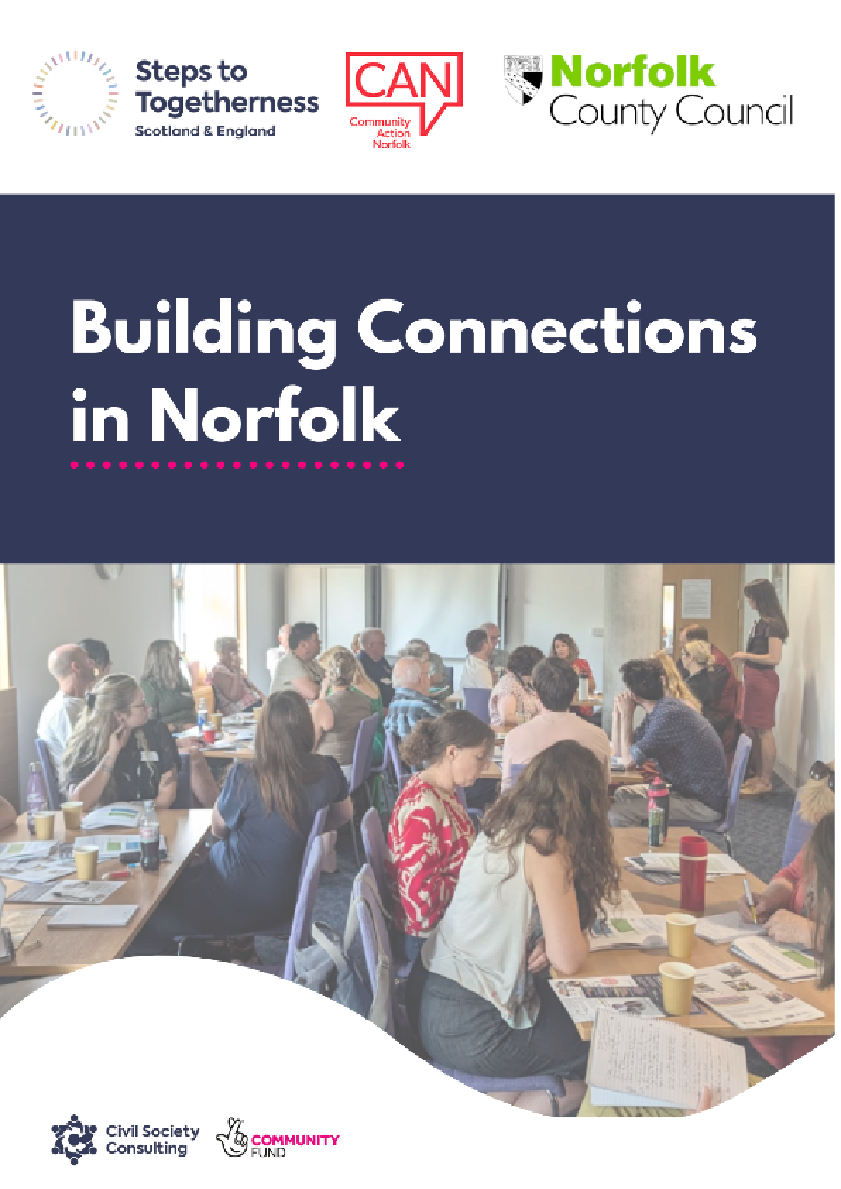 Steps to
Togetherness
Scotland & England
CAN
Community
Action
Norfolk
Norfolk
County Council
Building Connections
in Norfolk
Civil Society
Consulting
COMMUNITY
FUND